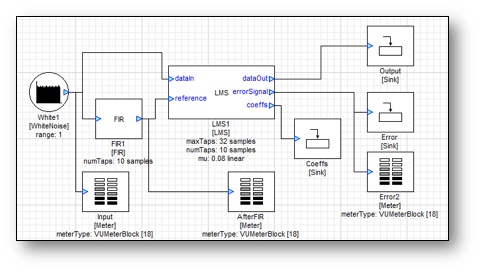 White1
[WhiteNoise]
range: 1
FIR
FIR1
[FIR]
numTaps: 10 samples
dataIn
reference
LMS
dataOut
errorSignal
coeffs
LMS1
[LMS]
maxTaps: 32 samples
numTaps: 10 samples
mu: 0.08 linear
Output
[Sink]
Error
[Sink]
Coeffs
[Sink]
Input
[Meter]
meterType: VUMeterBlock [18]
AfterFIR
[Meter]
meterType: VUMeterBlock [18]
Error2
[Meter]
meterType: VUMeterBlock [18]